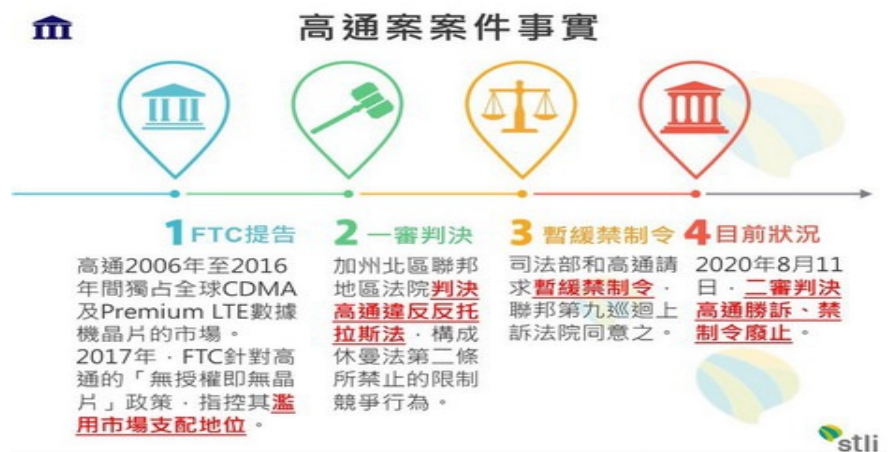 高通案案件事實
1 FTC提告
高通2006年至2016
年間獨占全球CDMA
及Premium LTE數據
機晶片的市場。
2017年，FTC針對高
通的「無授權即無晶
片」政策，指控其濫
用市場支配地位。
2 一審判決
加州北區聯邦
地區法院判決
高通違反反托
拉斯法，構成
休曼法第二條
所禁止的限制
競爭行為。
3 暫緩禁制令
司法部和高通請
求暫緩禁制令，
聯邦第九巡迴上
訴法院同意之。
4 目前狀況
2020年8月11
日，二審判決
高通勝訴、禁
制令廢止。
stli